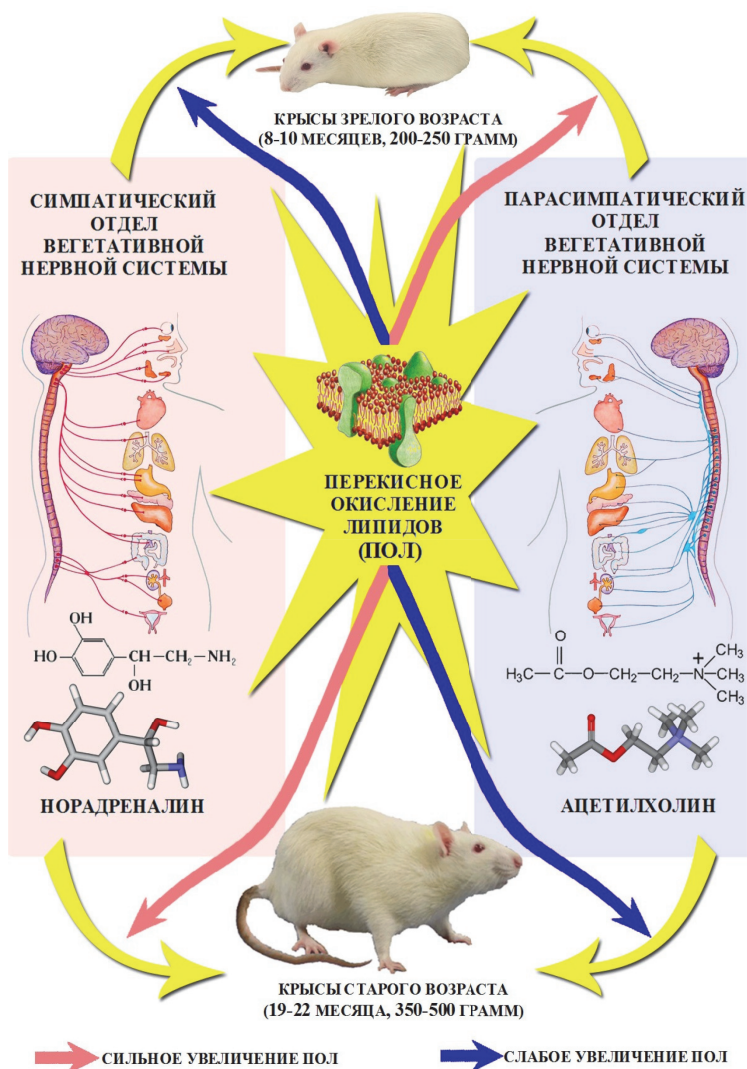 КРЫСЫ ЗРЕЛОГО ВОЗРАСТА
(8-10 МЕСЯЦЕВ, 200-250 ГРАММ)
СИМПАТИЧЕСКИЙ
ОТДЕЛ
ВЕГЕТАТИВНОЙ
НЕРВНОЙ СИСТЕМЫ
ПАРАСИМПАТИЧЕСКИЙ
ОТДЕЛ
ВЕГЕТАТИВНОЙ
НЕРВНОЙ СИСТЕМЫ
ПЕРЕКИСНОЕ
ОКИСЛЕНИЕ
ЛИПИДОВ
(ПОЛ)
OH
HO
CH–CH₂–NH₂
OH
O
H₃C
O
N
+
CH₃
CH₃
CH₃
НОРАДРЕНАЛИН
АЦЕТИЛХОЛИН
КРЫСЫ СТАРОГО ВОЗРАСТА
(19-22 МЕСЯЦА, 350-500 ГРАММ)
СИЛЬНОЕ УВЕЛИЧЕНИЕ ПОЛ
СЛАБОЕ УВЕЛИЧЕНИЕ ПОЛ